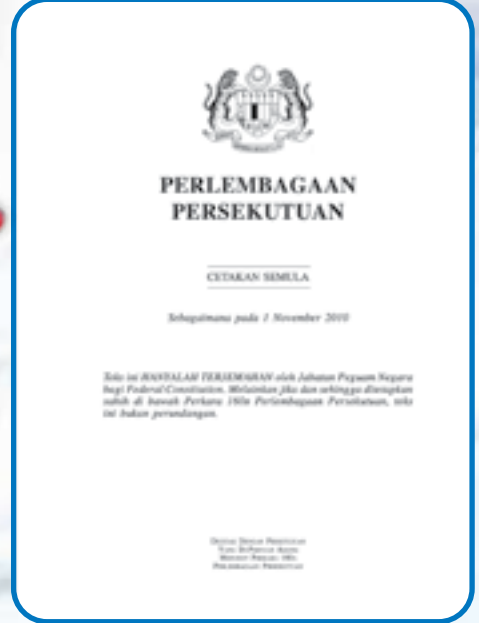 PERLEMBAGAAN
PERSEKUTUAN
CETAKAN SEMULA
Sebagaimana pada 1 November 2010
Teks ini HANYALAH TERJEMAHAN oleh Jabatan Peguam Negara
bagi Federal Constitution. Melainkan jika dan sehingga ditetapkan
sahih di bawah Perkara 160B Perlembagaan Persekutuan, teks
ini bukan perundangan.